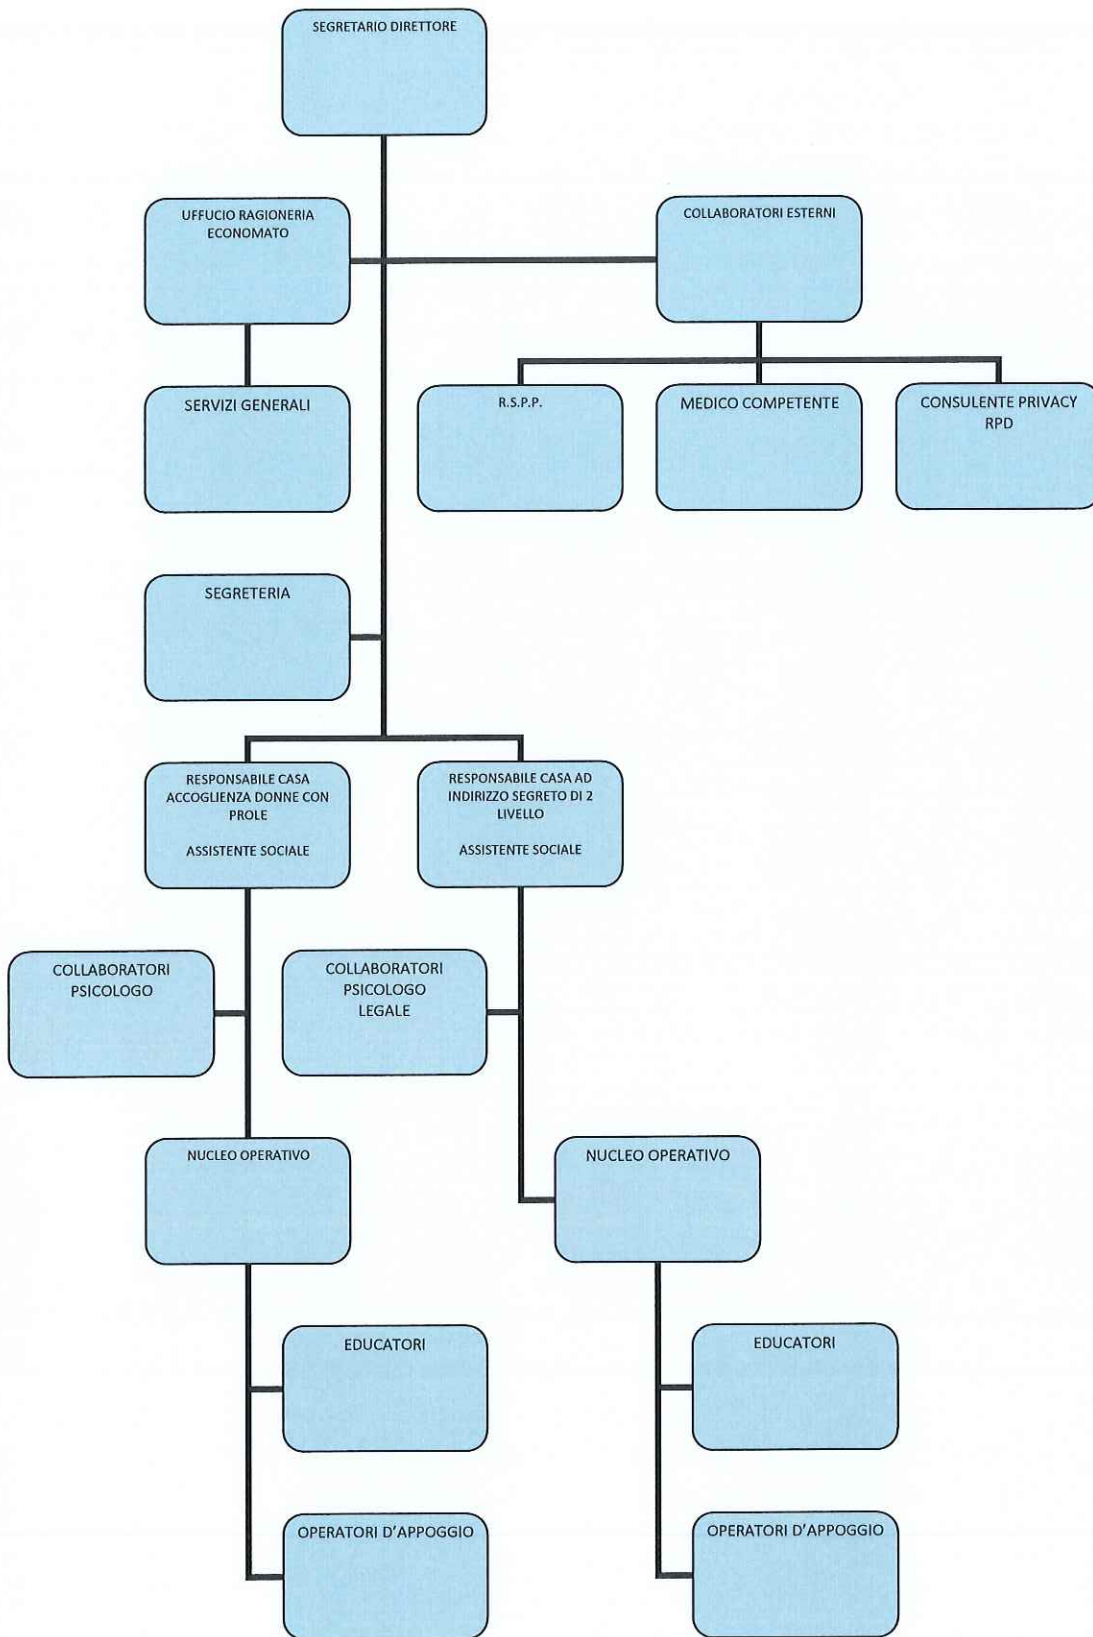 SEGRETARIO DIRETTORE
UFFUCIO RAGIONERIA
ECONOMATO
COLLABORATORI ESTERNI
SERVIZI GENERALI
R.S.P.P.
MEDICO COMPETENTE
CONSULENTE PRIVACY
RPD
SEGRETERIA
RESPONSABILE CASA
ACCOGLIENZA DONNE CON
PROLE
ASSISTENTE SOCIALE
RESPONSABILE CASA AD
INDIRIZZO SEGRETO DI 2
LIVELLO
ASSISTENTE SOCIALE
COLLABORATORI
PSICOLOGO
COLLABORATORI
PSICOLOGO
LEGALE
NUCLEO OPERATIVO
NUCLEO OPERATIVO
EDUCATORI
EDUCATORI
OPERATORI D’APPOGGIO
OPERATORI D’APPOGGIO